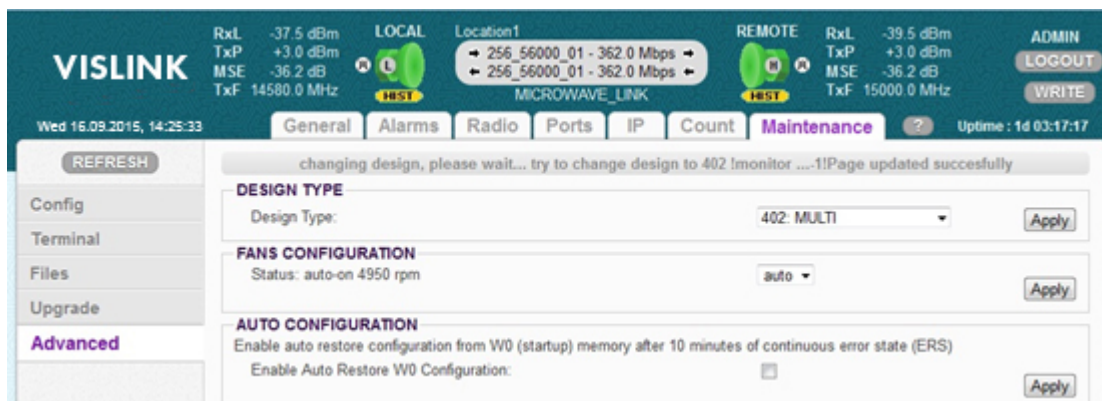 VISLINK
RxL -37.5 dBm
TxP +3.0 dBm
MSE -36.2 dB
TxF 14580.0 MHz
LOCAL
R L
HIST
Location1
→ 256_56000_01 - 362.0 Mbps →
← 256_56000_01 - 362.0 Mbps ←
MICROWAVE_LINK
REMOTE
H R
HIST
RxL -39.5 dBm
TxP +3.0 dBm
MSE -36.2 dB
TxF 15000.0 MHz
ADMIN
LOGOUT
WRITE
Wed 16.09.2015, 14:25:33
General Alarms Radio Ports IP Count Maintenance ?
Uptime : 1d 03:17:17
REFRESH
Config
Terminal
Files
Upgrade
Advanced
changing design, please wait... try to change design to 402 !monitor ...-1!Page updated succesfully
DESIGN TYPE
Design Type: 402: MULTI Apply
FANS CONFIGURATION
Status: auto-on 4950 rpm auto Apply
AUTO CONFIGURATION
Enable auto restore configuration from W0 (startup) memory after 10 minutes of continuous error state (ERS)
Enable Auto Restore W0 Configuration: Apply